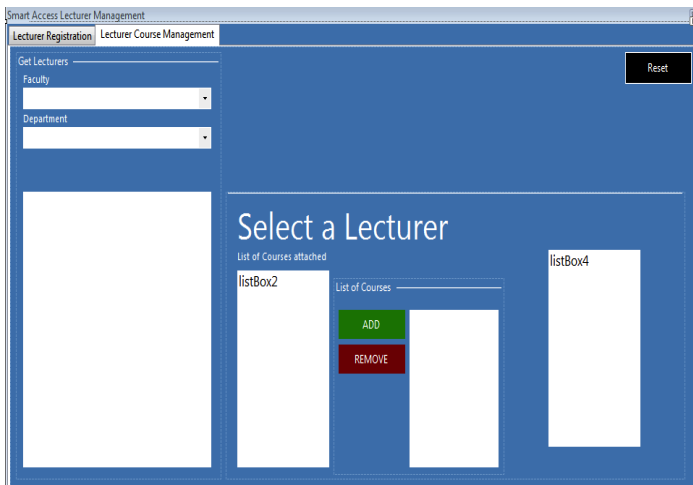 Smart Access Lecturer Management
Lecturer Registration
Lecturer Course Management
Get Lecturers
Faculty
Department
Reset
Select a Lecturer
List of Courses attached
listBox2
List of Courses
ADD
REMOVE
listBox4